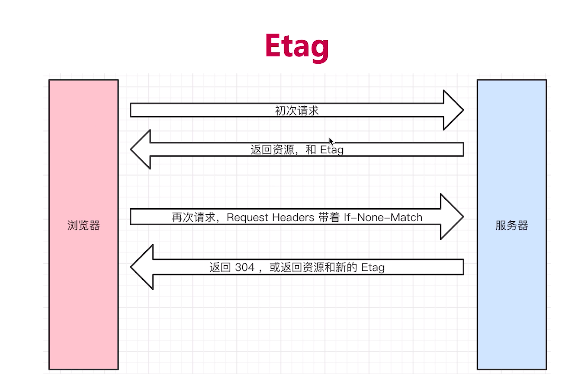 Etag
初次请求
返回资源，和 Etag
浏览器
再次请求，Request Headers 带着 If-None-Match
服务器
返回 304 ，或返回资源和新的 Etag